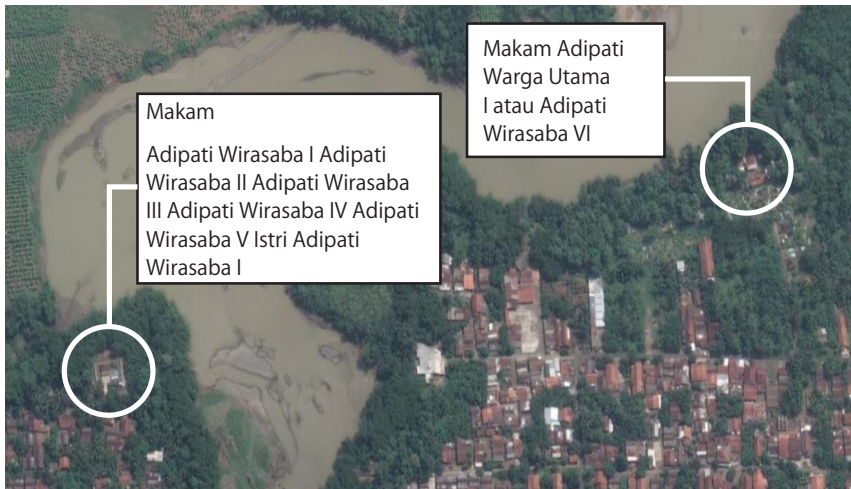 Makam
Adipati Wirasaba I Adipati
Wirasaba II Adipati Wirasaba
III Adipati Wirasaba IV Adipati
Wirasaba V Istri Adipati
Wirasaba I
Makam Adipati
Warga Utama
I atau Adipati
Wirasaba VI
Google